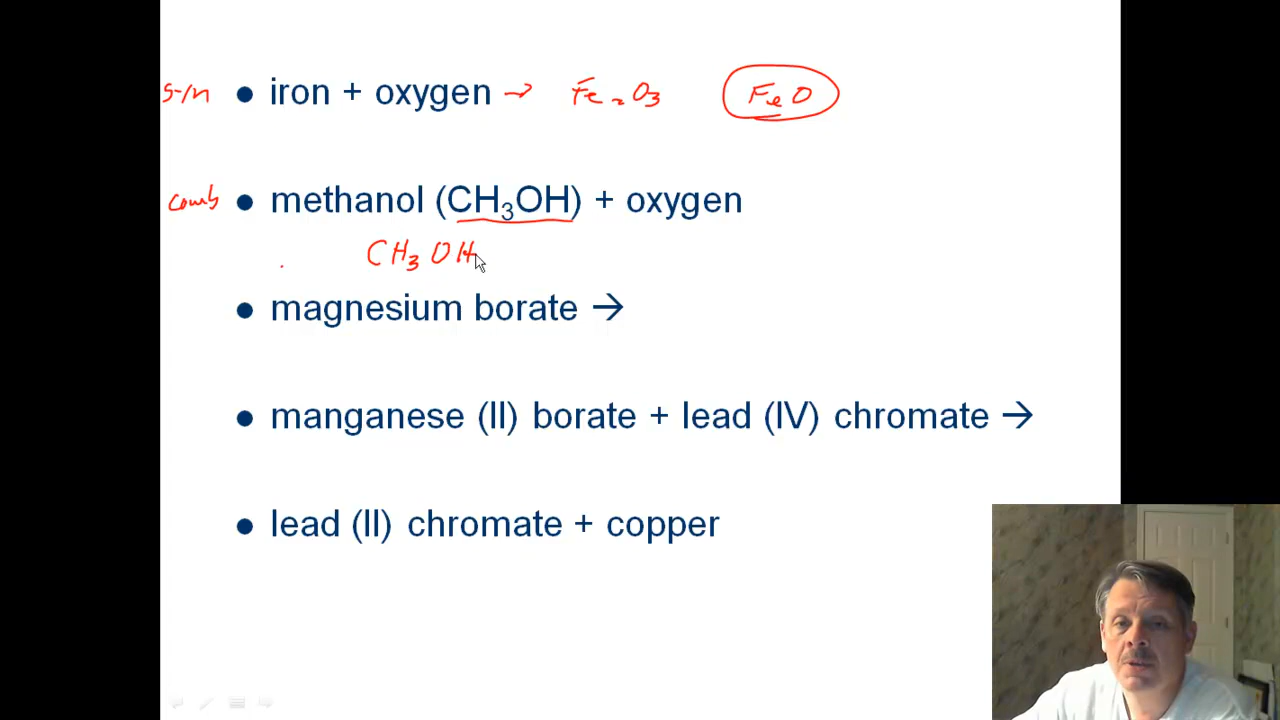 syn • iron + oxygen → Fe₂O₃ FeO
comb • methanol (CH₃OH) + oxygen
CH₃OH
• magnesium borate →
• manganese (II) borate + lead (IV) chromate →
• lead (II) chromate + copper